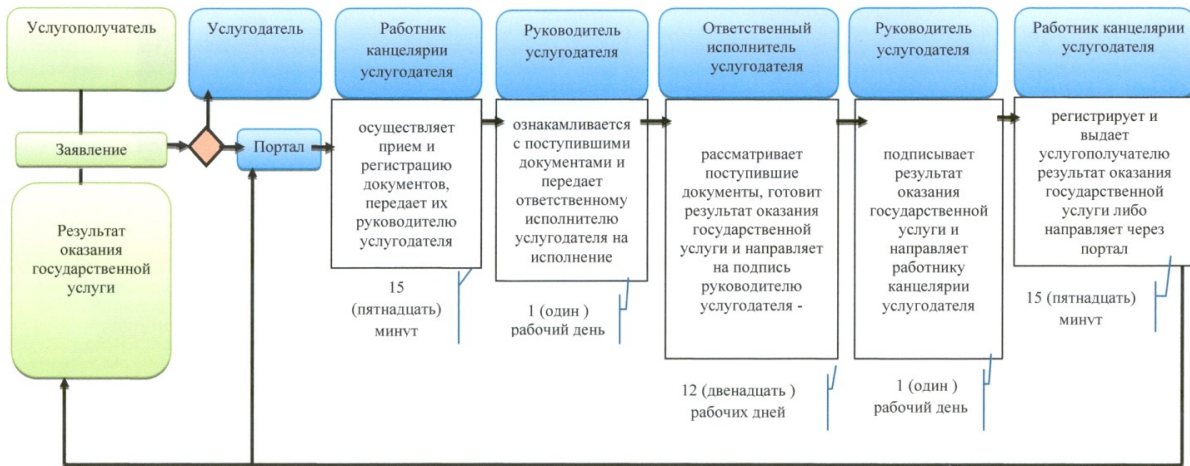 Услугополучатель
Услугодатель
Работник
канцелярии
услугодателя
Руководитель
услугодателя
Ответственный
исполнитель
услугодателя
Руководитель
услугодателя
Работник канцелярии
услугодателя
Заявление
Портал
осуществляет
прием и
регистрацию
документов,
передает их
руководителю
услугодателя
ознакамливается
с поступившими
документами и
передает
ответственному
исполнителю
услугодателя на
исполнение
рассматривает
поступившие
документы, готовит
результат оказания
государственной
услуги и направляет
на подпись
руководителю
услугодателя -
подписывает
результат
оказания
государственной
услуги и
направляет
работнику
канцелярии
услугодателя
регистрирует и
выдает
услугополучателю
результат оказания
государственной
услуги либо
направляет через
портал
Результат
оказания
государственной
услуги
15
(пятнадцать)
минут
1 (один )
рабочий день
12 (двенадцать )
рабочих дней
1 (один )
рабочий день
15 (пятнадцать)
минут